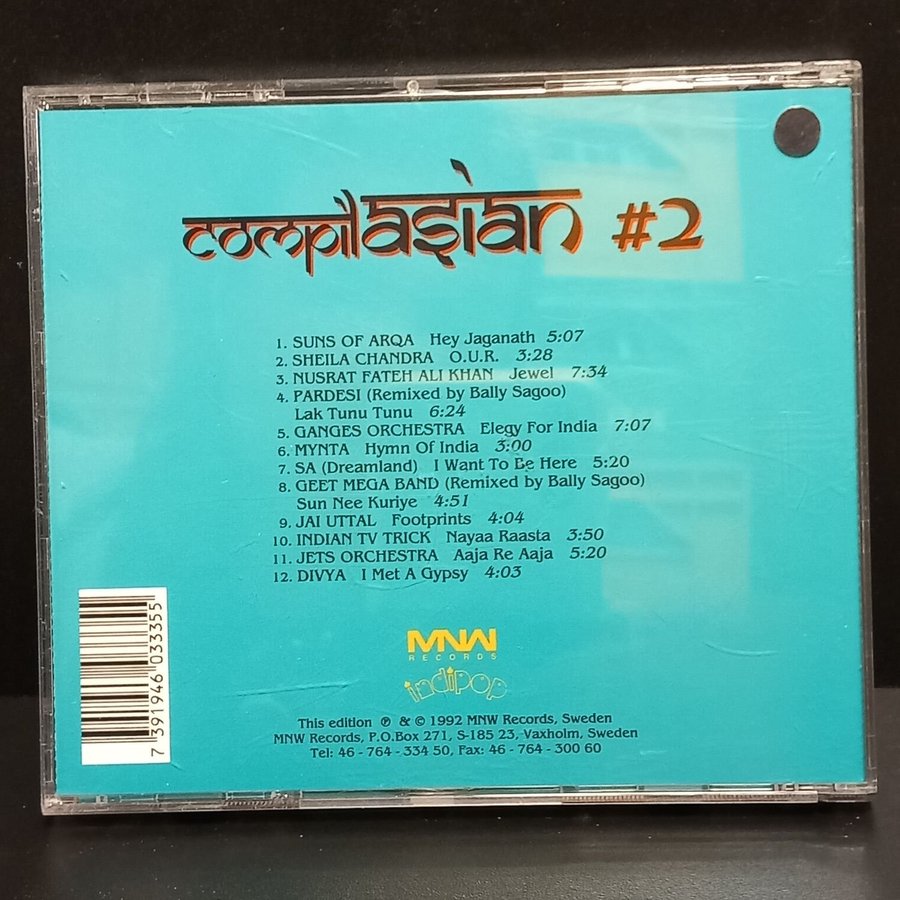 compilasian #2
1. SUNS OF ARQA Hey Jaganath 5:07
2. SHEILA CHANDRA O.U.R. 3:28
3. NUSRAT FATEH ALI KHAN Jewel 7:34
4. PARDESI (Remixed by Bally Sagoo)
Lak Tunu Tunu 6:24
5. GANGES ORCHESTRA Elegy For India 7:07
6. MYNTA Hymn Of India 3:00
7. SA (Dreamland) I Want To Be Here 5:20
8. GEET MEGA BAND (Remixed by Bally Sagoo)
Sun Nee Kuriye 4:51
9. JAI UTTAL Footprints 4:04
10. INDIAN TV TRICK Nayaa Raasta 3:50
11. JETS ORCHESTRA Aaja Re Aaja 5:20
12. DIVYA I Met A Gypsy 4:03
7 391946 033355
MNW
RECORDS
indipop
This edition ℗ & © 1992 MNW Records, Sweden
MNW Records, P.O.Box 271, S-185 23, Vaxholm, Sweden
Tel: 46 - 764 - 334 50, Fax: 46 - 764 - 300 60